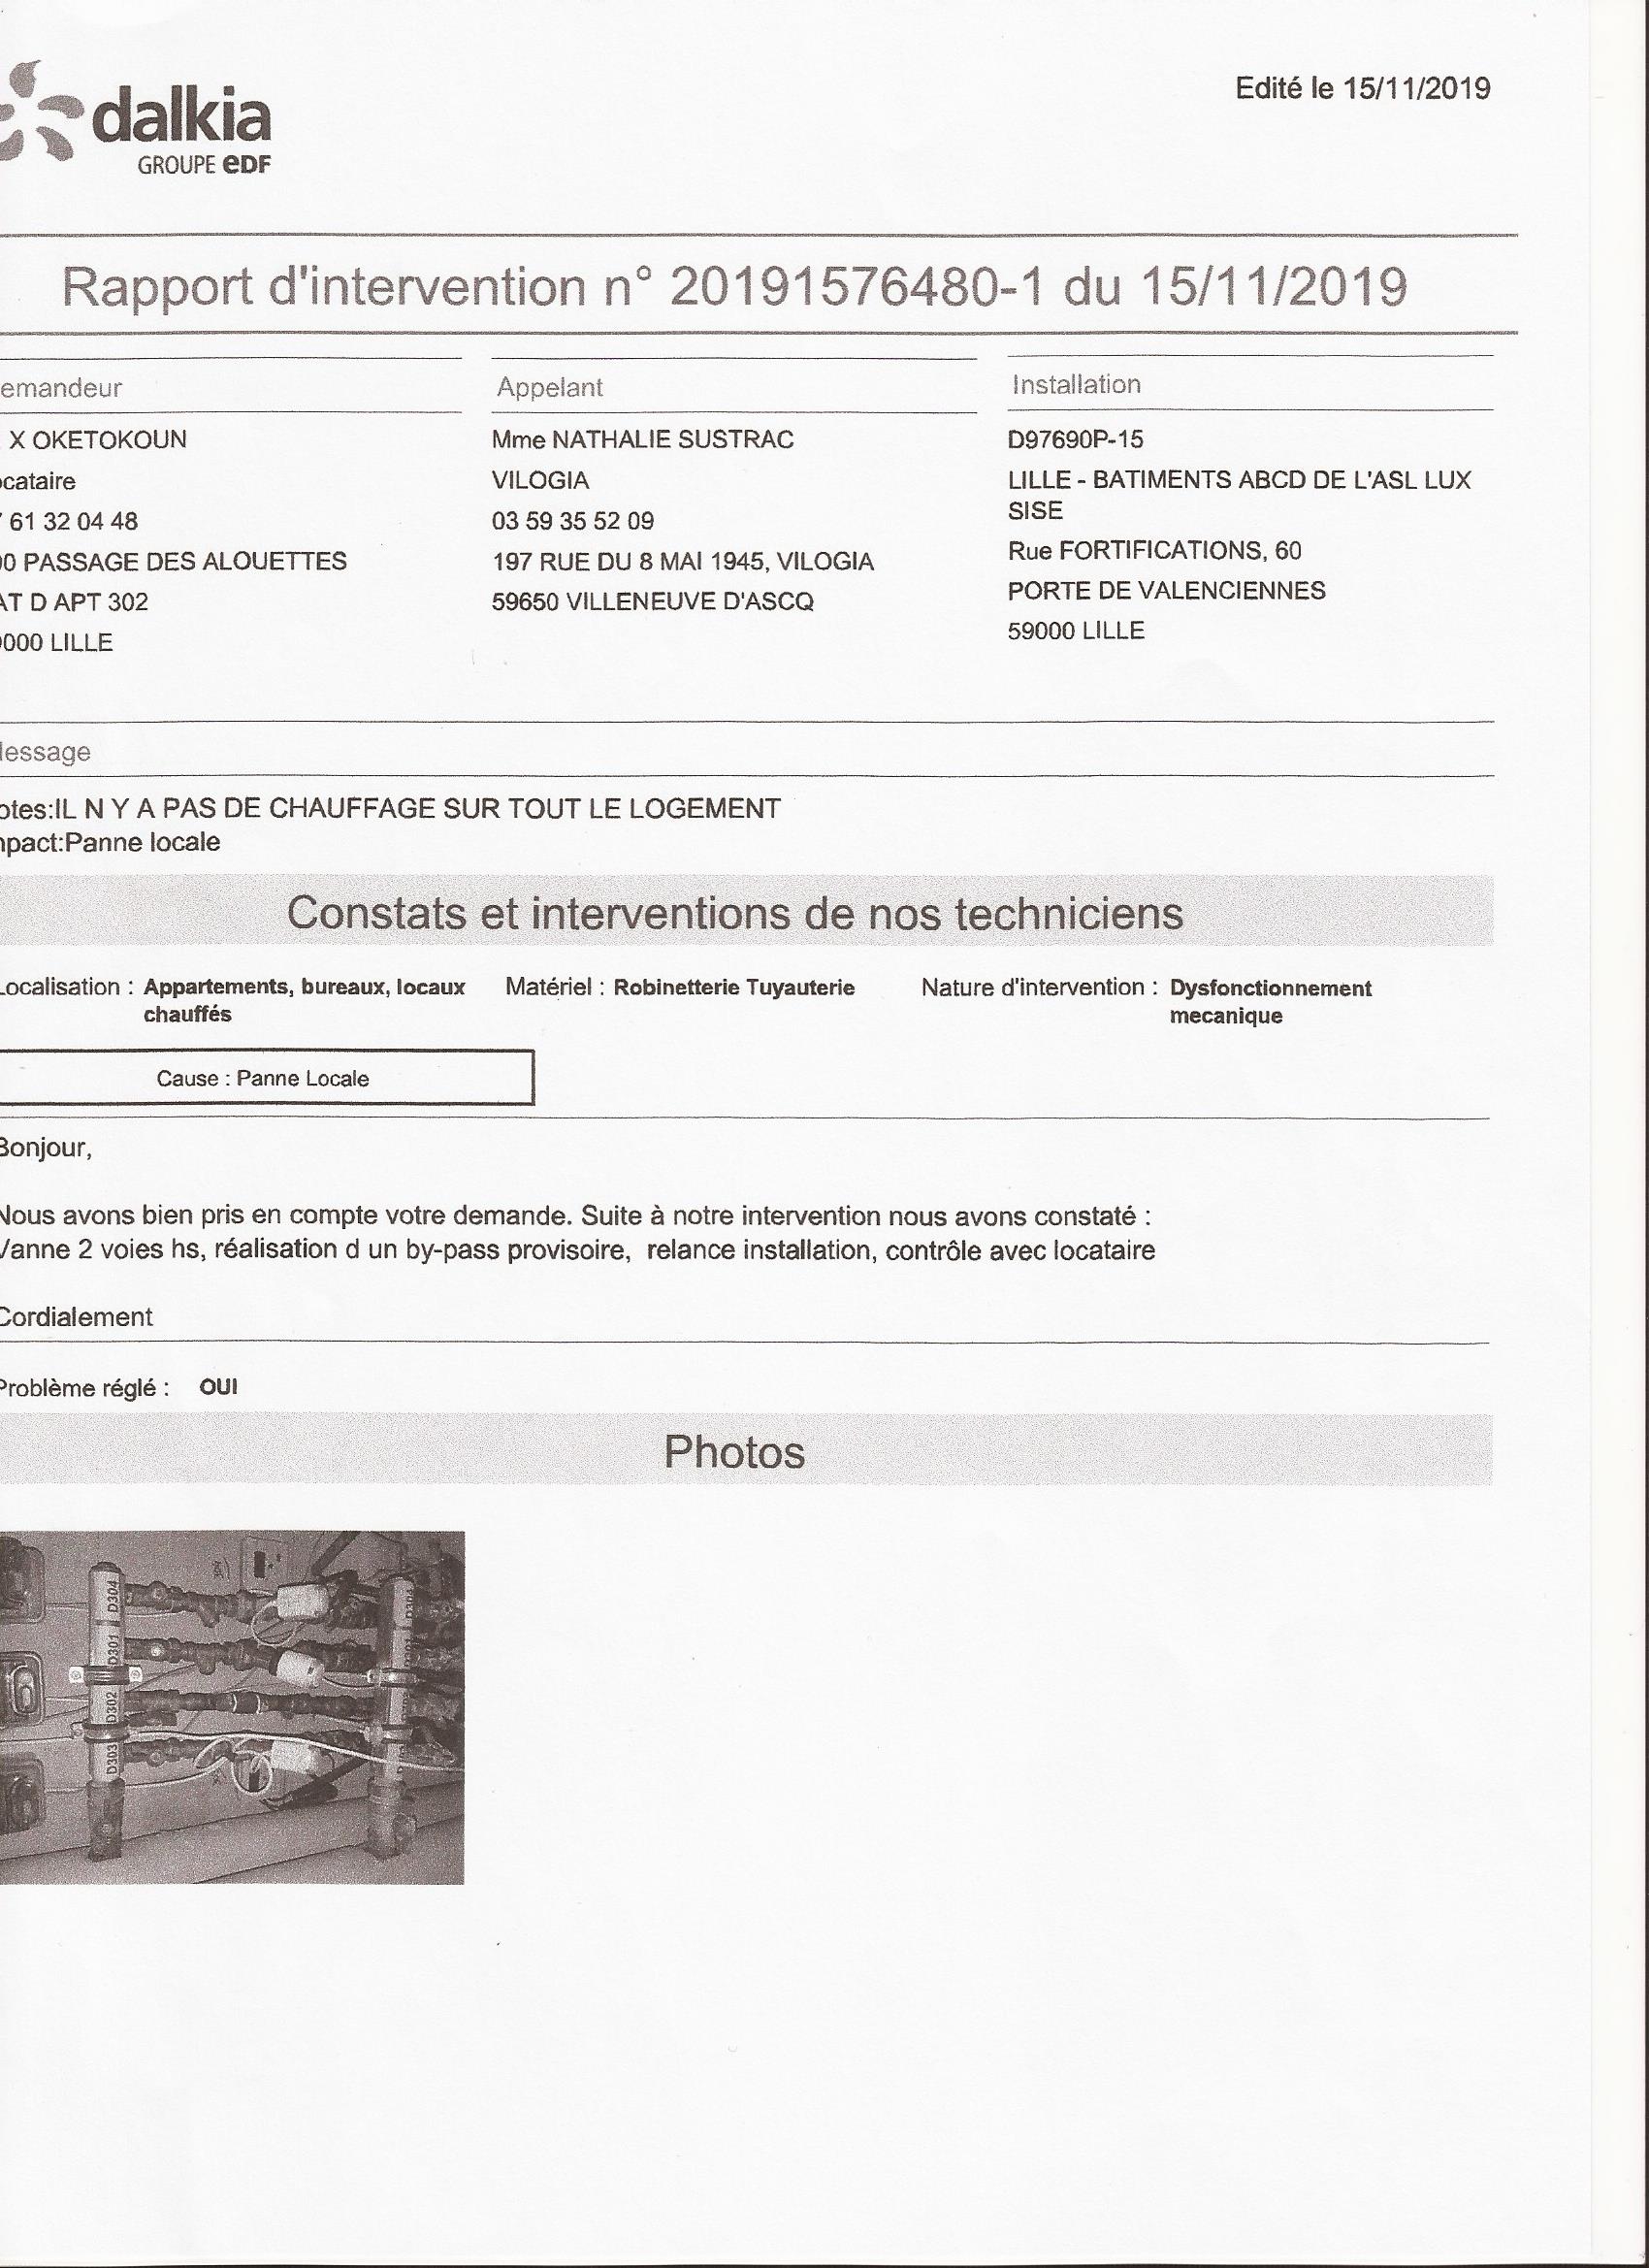 dalkia
GROUPE eDF
Edité le 15/11/2019
Rapport d'intervention n° 20191576480-1 du 15/11/2019
emandeur
X OKETOKOUN
cataire
61 32 04 48
0 PASSAGE DES ALOUETTES
AT D APT 302
000 LILLE
Appelant
Mme NATHALIE SUSTRAC
VILOGIA
03 59 35 52 09
197 RUE DU 8 MAI 1945, VILOGIA
59650 VILLENEUVE D'ASCQ
Installation
D97690P-15
LILLE - BATIMENTS ABCD DE L'ASL LUX
SISE
Rue FORTIFICATIONS, 60
PORTE DE VALENCIENNES
59000 LILLE
essage
otes:IL N Y A PAS DE CHAUFFAGE SUR TOUT LE LOGEMENT
pact:Panne locale
Constats et interventions de nos techniciens
Localisation : Appartements, bureaux, locaux
chauffés
Matériel : Robinetterie Tuyauterie
Nature d'intervention : Dysfonctionnement
mecanique
Cause : Panne Locale
Bonjour,
Nous avons bien pris en compte votre demande. Suite à notre intervention nous avons constaté :
Vanne 2 voies hs, réalisation d un by-pass provisoire, relance installation, contrôle avec locataire
Cordialement
Problème réglé : OUI
Photos
D304
D301
D302
D303